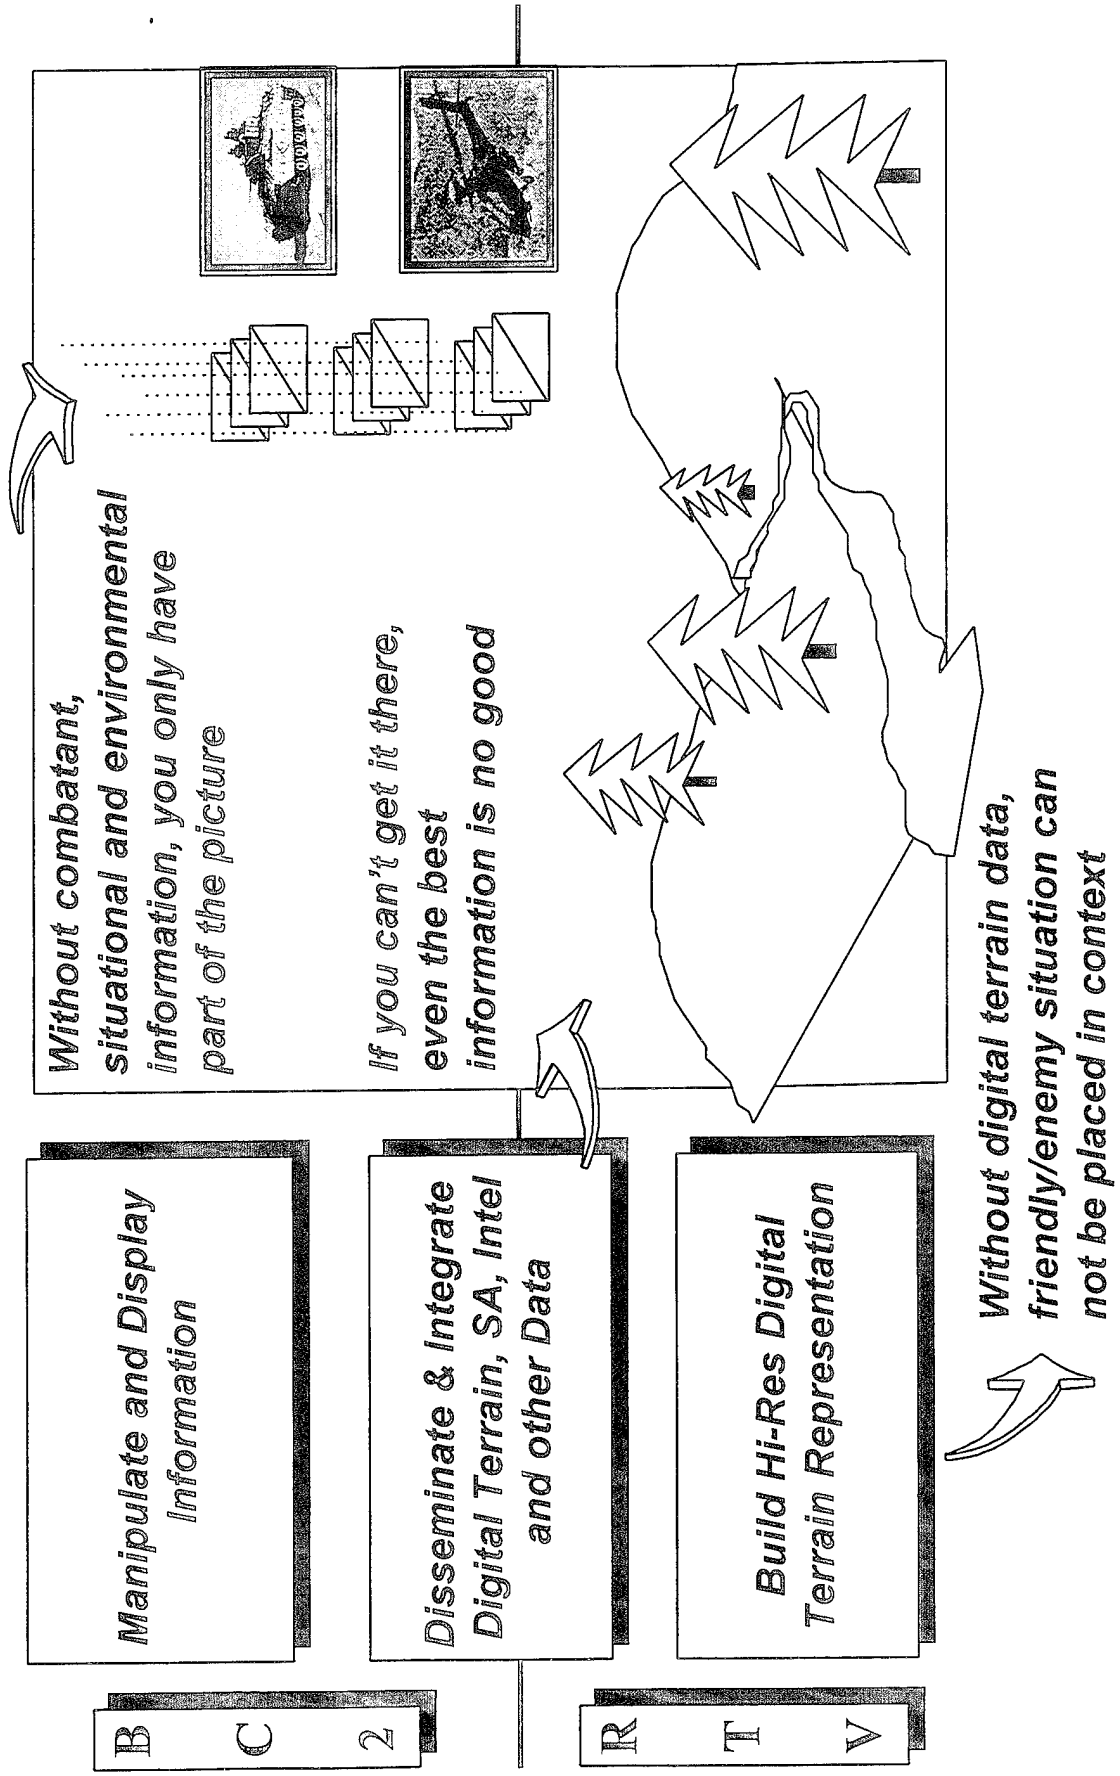 B
C
2
R
T
V
Manipulate and Display
Information
Disseminate & Integrate
Digital Terrain, SA, Intel
and other Data
Build Hi-Res Digital
Terrain Representation
Without combatant,
situational and environmental
information, you only have
part of the picture
If you can't get it there,
even the best
information is no good
Without digital terrain data,
friendly/enemy situation can
not be placed in context